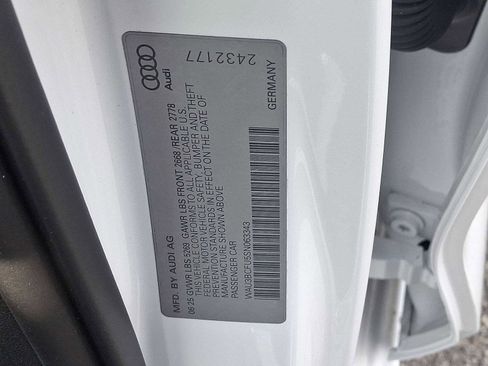 Audi
2432177
MFD. BY AUDI AG
GERMANY
06/25 GVWR LBS 5269 GAWR LBS FRONT 2668 /REAR 2778
THIS VEHICLE CONFORMS TO ALL APPLICABLE U.S.
FEDERAL MOTOR VEHICLE SAFETY, BUMPER AND THEFT
PREVENTION STANDARDS IN EFFECT ON THE DATE OF
MANUFACTURE SHOWN ABOVE
PASSENGER CAR
WAU3BCFU6SN063343